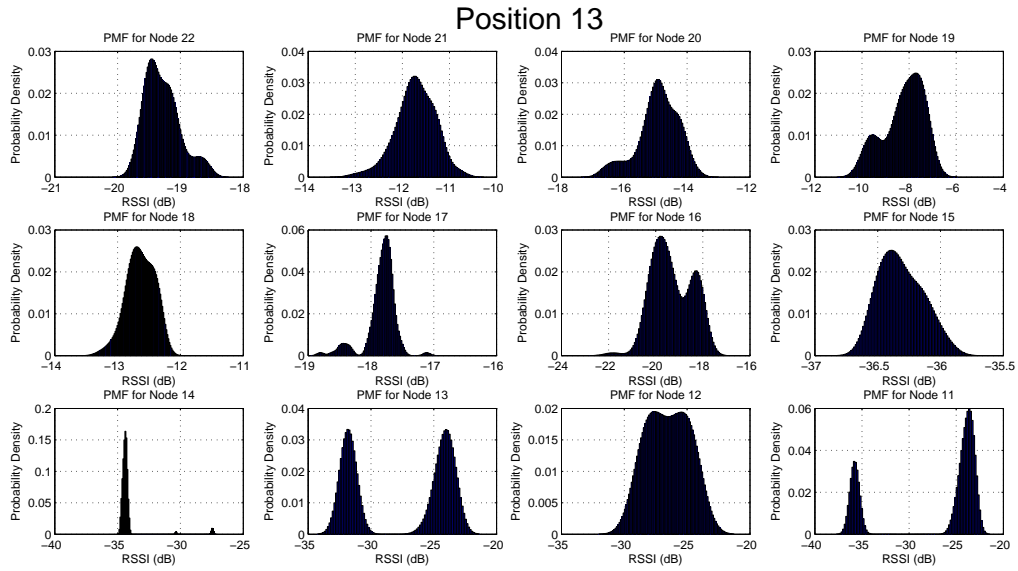 Position 13
PMF for Node 22
0.03
0.02
0.01
0
Probability Density
−21 −20 −19 −18
RSSI (dB)
PMF for Node 21
0.04
0.03
0.02
0.01
0
Probability Density
−14 −13 −12 −11 −10
RSSI (dB)
PMF for Node 20
0.04
0.03
0.02
0.01
0
Probability Density
−18 −16 −14 −12
RSSI (dB)
PMF for Node 19
0.03
0.02
0.01
0
Probability Density
−12 −10 −8 −6 −4
RSSI (dB)
PMF for Node 18
0.03
0.02
0.01
0
Probability Density
−14 −13 −12 −11
RSSI (dB)
PMF for Node 17
0.06
0.04
0.02
0
Probability Density
−19 −18 −17 −16
RSSI (dB)
PMF for Node 16
0.03
0.02
0.01
0
Probability Density
−24 −22 −20 −18 −16
RSSI (dB)
PMF for Node 15
0.03
0.02
0.01
0
Probability Density
−37 −36.5 −36 −35.5
RSSI (dB)
PMF for Node 14
0.2
0.15
0.1
0.05
0
Probability Density
−40 −35 −30 −25
RSSI (dB)
PMF for Node 13
0.04
0.03
0.02
0.01
0
Probability Density
−35 −30 −25 −20
RSSI (dB)
PMF for Node 12
0.02
0.015
0.01
0.005
0
Probability Density
−35 −30 −25 −20
RSSI (dB)
PMF for Node 11
0.06
0.04
0.02
0
Probability Density
−40 −35 −30 −25 −20
RSSI (dB)